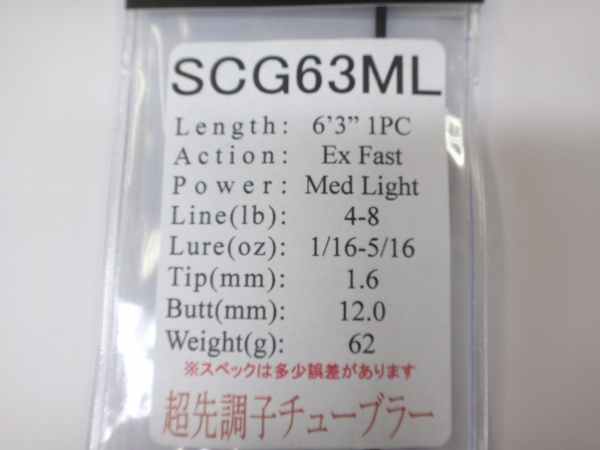 SCG63ML
Length: 6'3" 1PC
Action: Ex Fast
Power: Med Light
Line(lb): 4-8
Lure(oz): 1/16-5/16
Tip(mm): 1.6
Butt(mm): 12.0
Weight(g): 62
※スペックは多少誤差があります
超先調子チューブラー